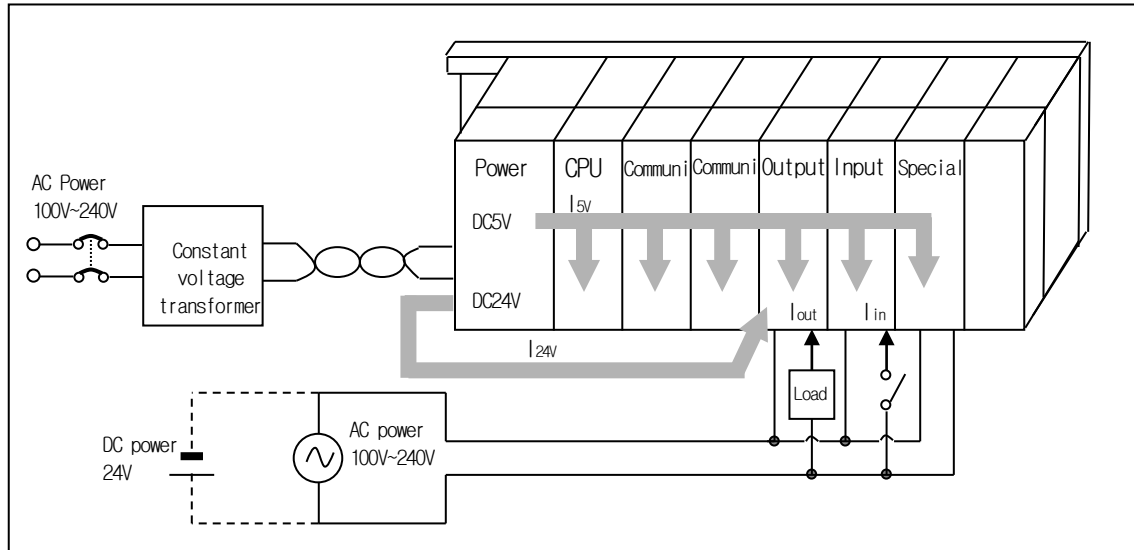 Power
CPU
Communi
Communi
Output
Input
Special
AC Power
100V~240V
I5V
DC5V
Constant
voltage
transformer
DC24V
Iout
Iin
I24V
Load
DC power
24V
AC power
100V~240V